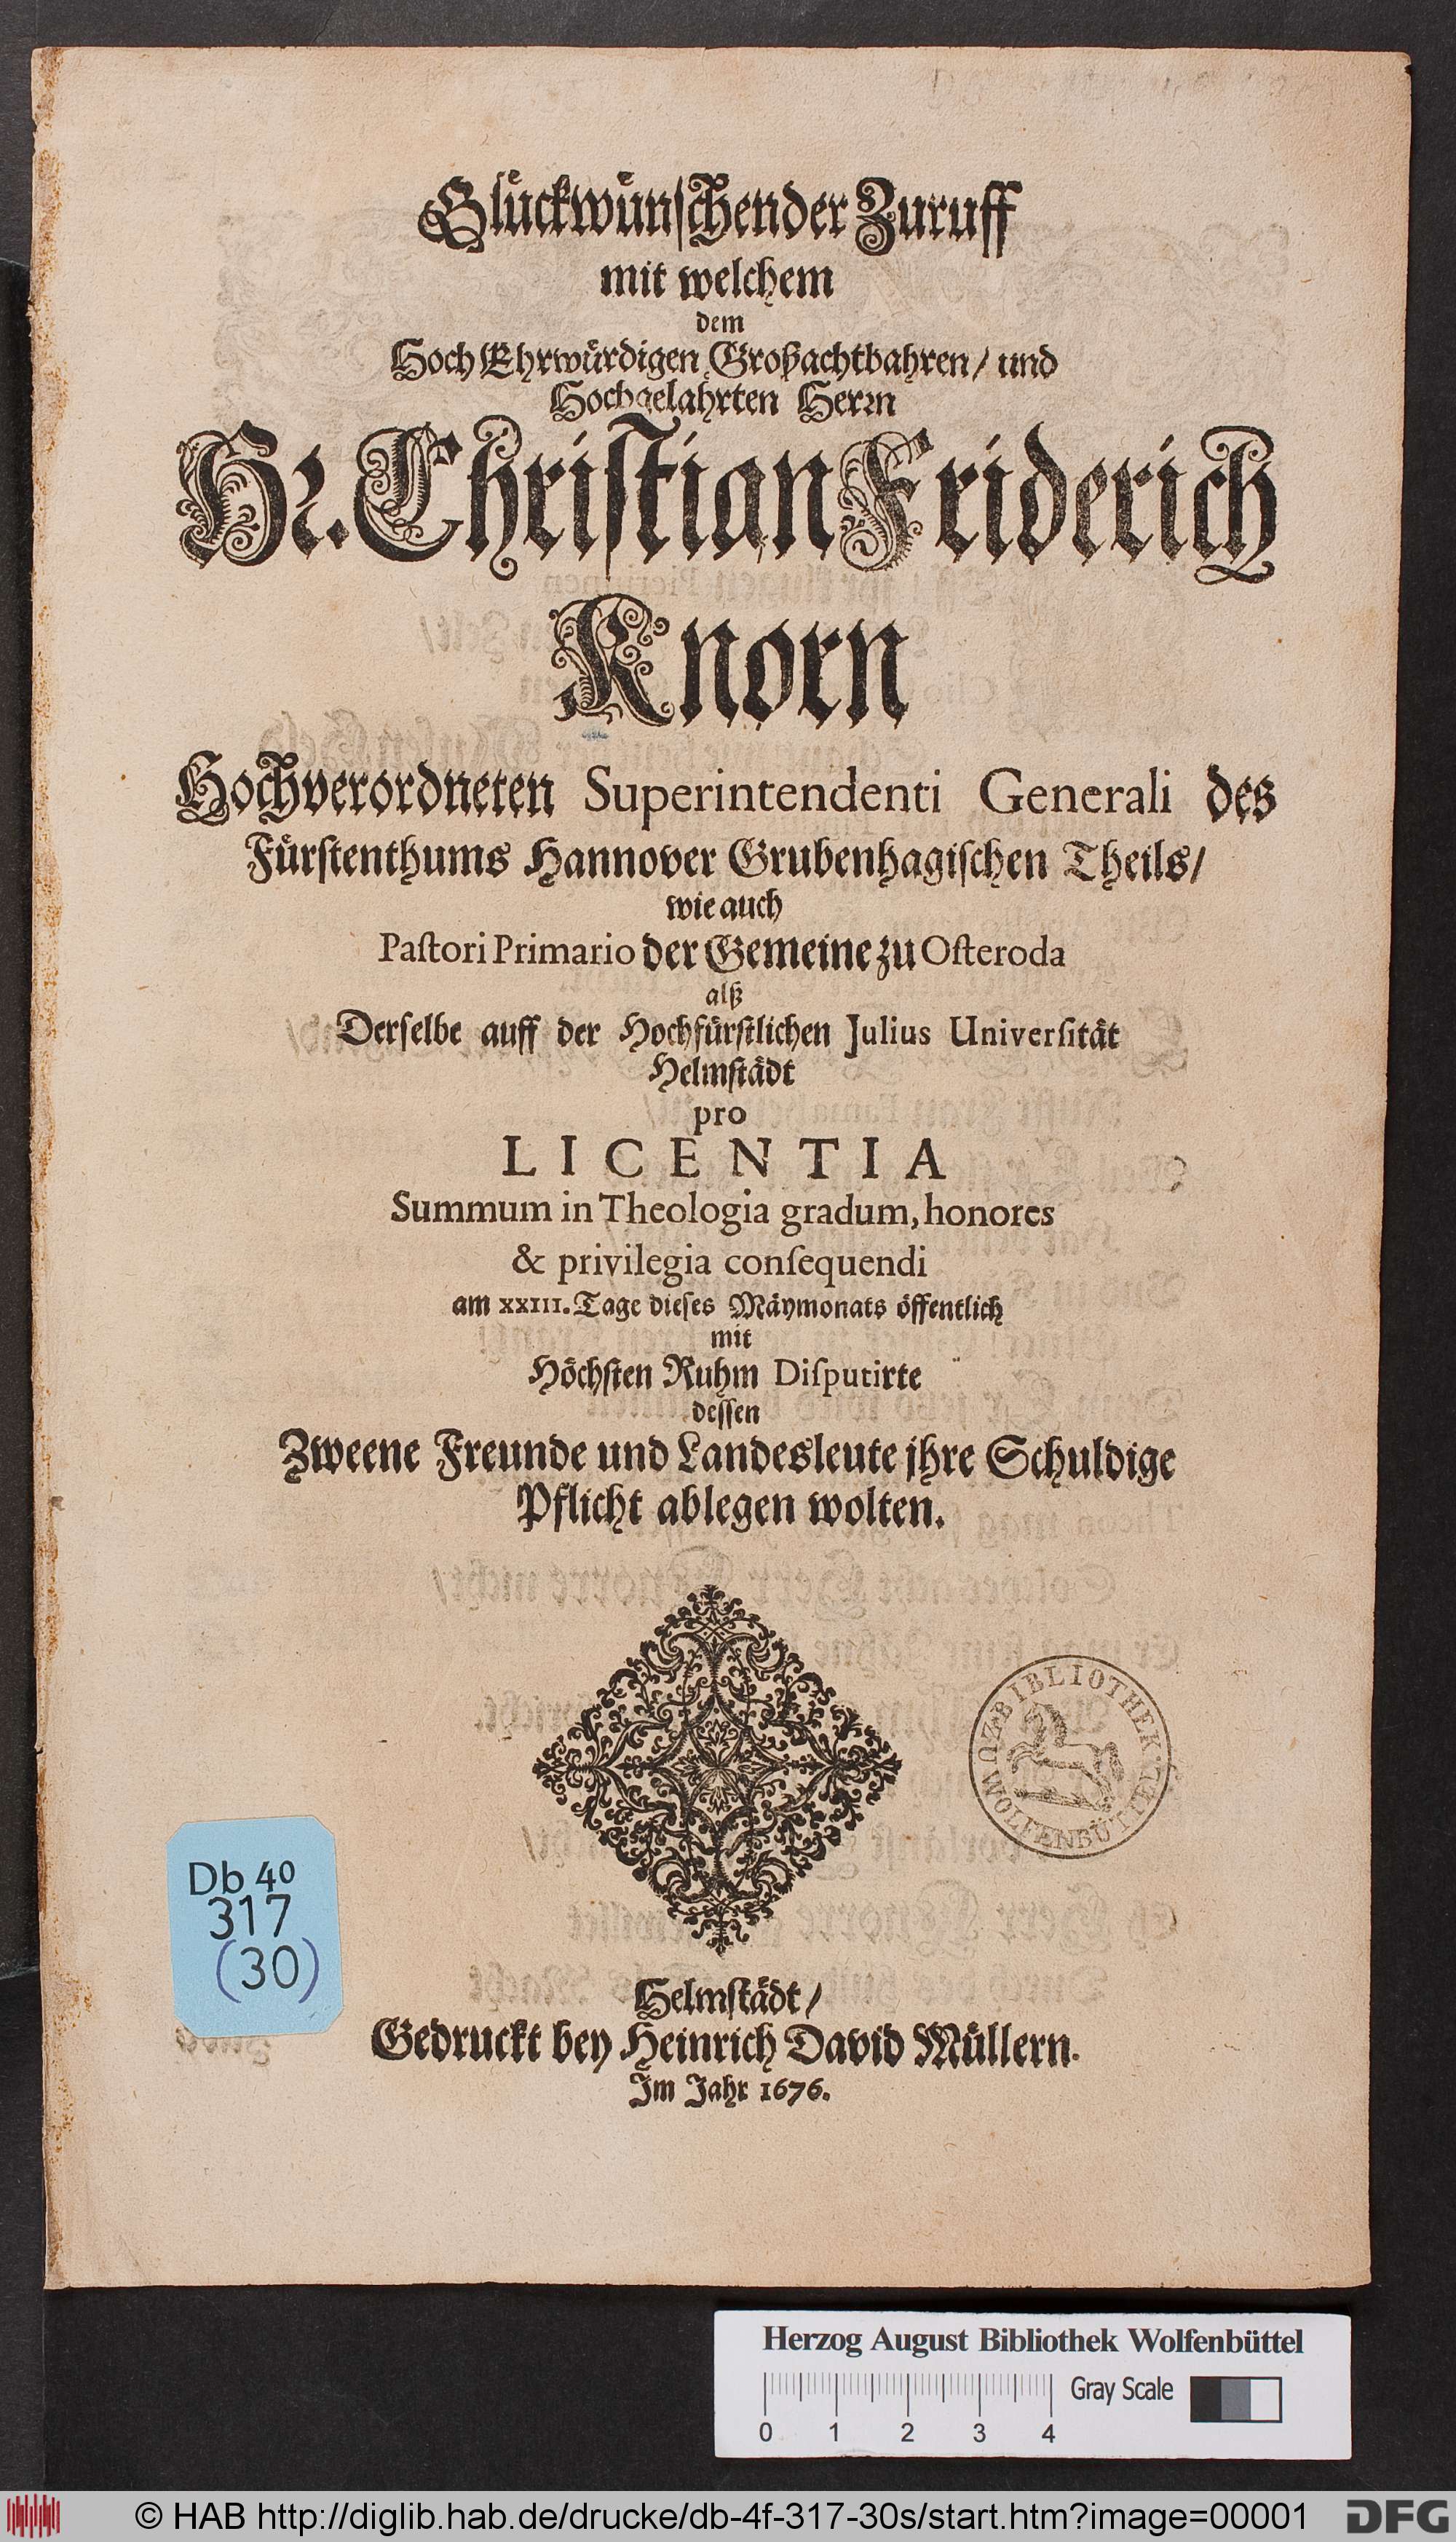 Glückwünschender Zuruff
mit welchem
dem
HochEhrwürdigen Großachtbahren/ und
Hochgelahrten Herrn
Hr. Christian Friderich
Knorn
Hochverordneten Superintendenti Generali des
Fürstenthums Hannover Grubenhagischen Theils/
wie auch
Pastori Primario der Gemeine zu Osteroda
alß
Derselbe auff der Hochfürstlichen Julius Universität
Helmstädt
pro
LICENTIA
Summum in Theologia gradum, honores
& privilegia consequendi
am XXIII. Tage dieses Mäymonats öffentlich
mit
Höchsten Ruhm Disputirte
dessen
Zweene Freunde und Landesleute jhre Schuldige
Pflicht ablegen wolten.
BIBLIOTHEK
WOLFENBÜTTEL
Db 4o
317
(30)
Helmstädt/
Gedruckt bey Heinrich David Müllern.
Im Jahr 1676.
Herzog August Bibliothek Wolfenbüttel
Gray Scale
0 1 2 3 4
© HAB http://diglib.hab.de/drucke/db-4f-317-30s/start.htm?image=00001
DFG